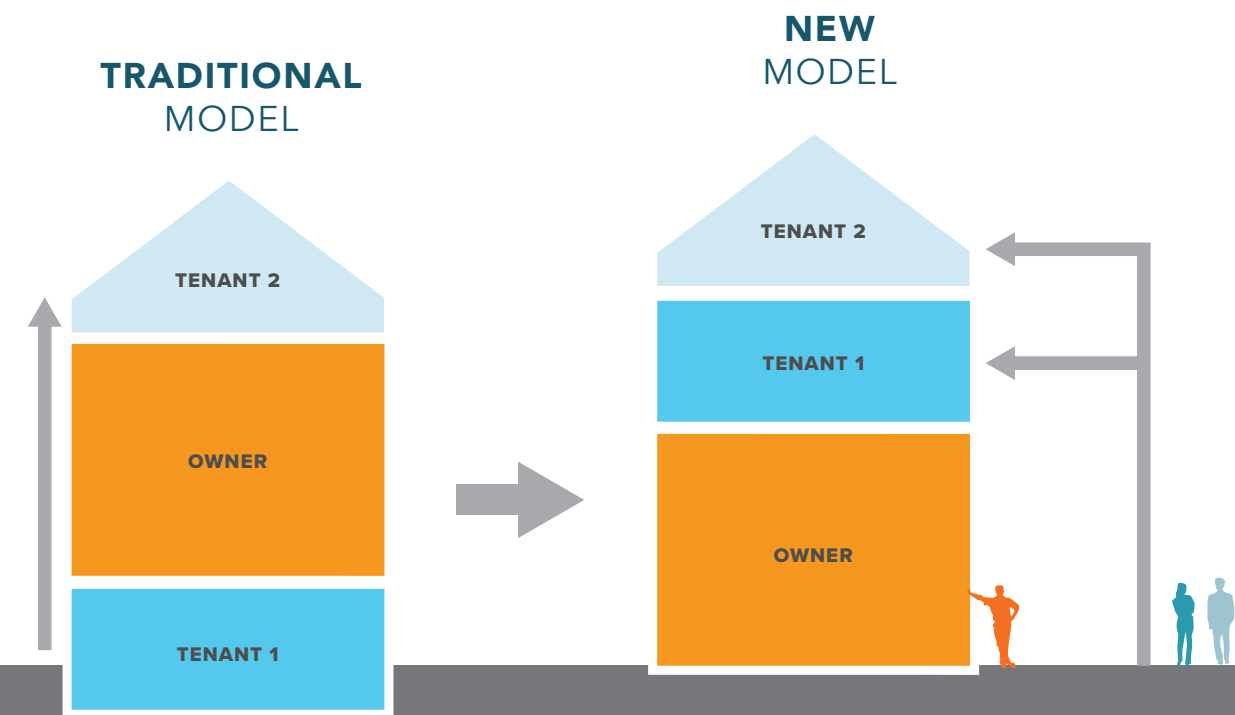 TRADITIONAL
MODEL
TENANT 2
OWNER
TENANT 1
NEW
MODEL
TENANT 2
TENANT 1
OWNER